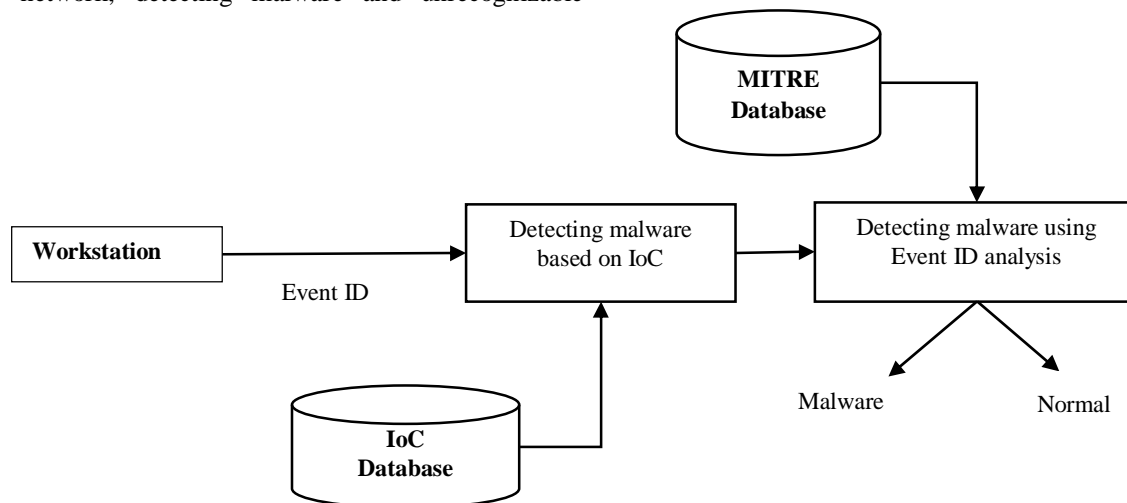 network, detecting malware and unrecognizable
MITRE
Database
Detecting malware
based on IoC
Detecting malware using
Event ID analysis
Workstation
Event ID
Malware
Normal
IoC
Database